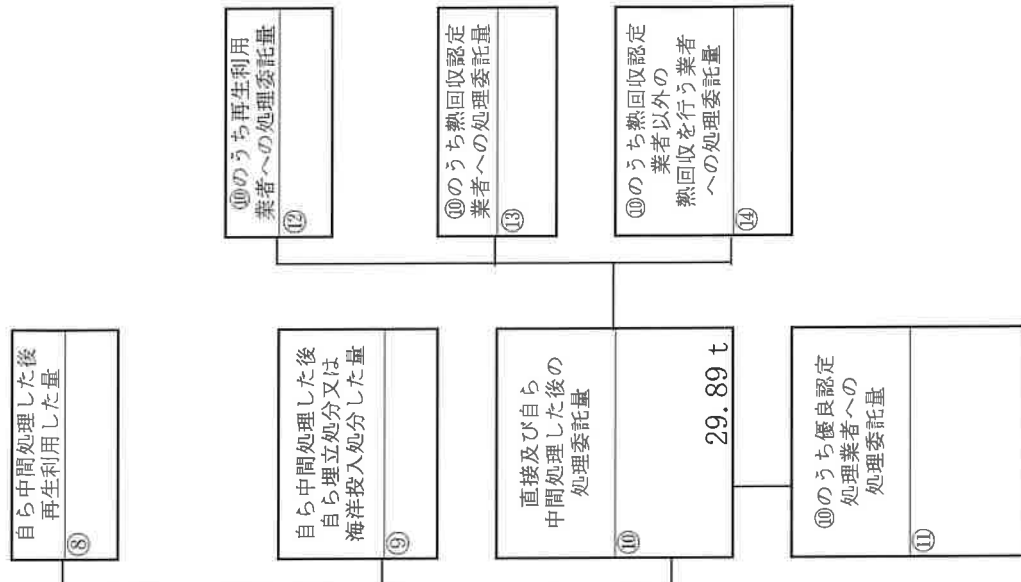 自ら中間処理した後
再生利用した量
⑧
自ら中間処理した後
自ら埋立処分又は
海洋投入処分した量
⑨
直接及び自ら
中間処理した後の
処理委託量
⑩
29.89 t
⑩のうち優良認定
処理業者への
処理委託量
⑪
⑩のうち再生利用
業者への処理委託量
⑫
⑩のうち熱回収認定
業者への処理委託量
⑬
⑩のうち熱回収認定
業者以外の
熱回収を行う業者
への処理委託量
⑭